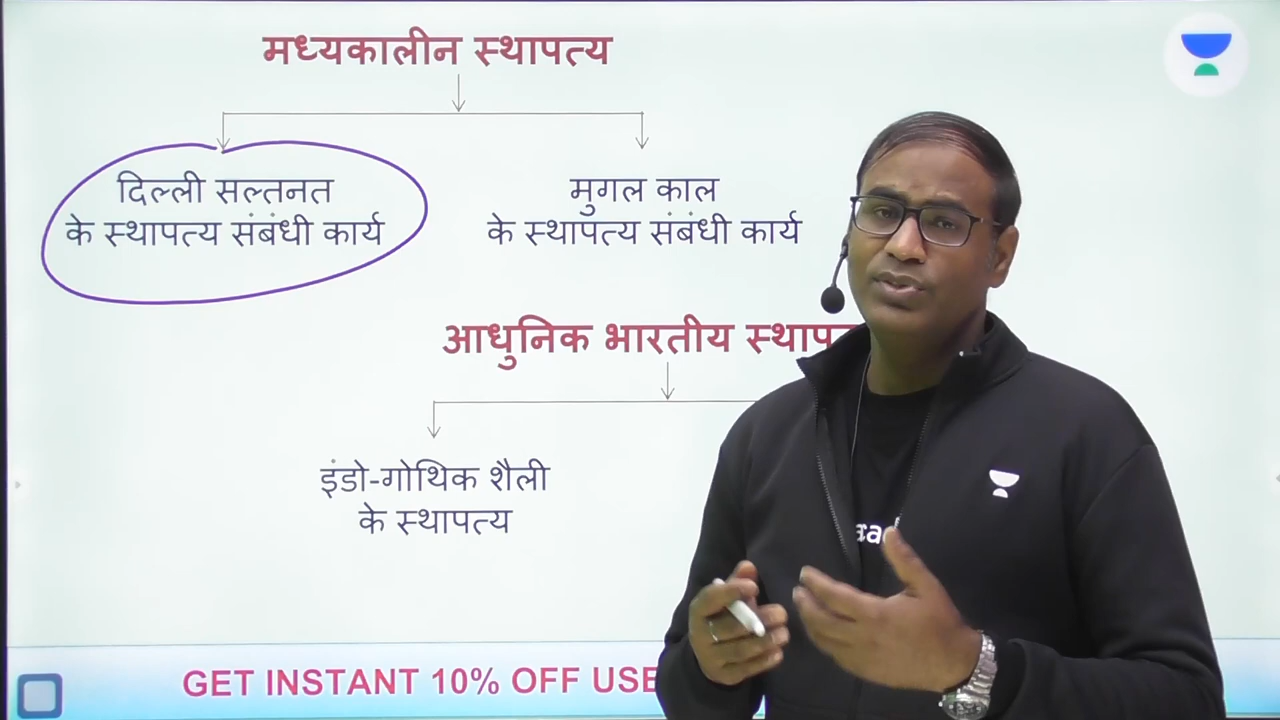 मध्यकालीन स्थापत्य
दिल्ली सल्तनत
के स्थापत्य संबंधी कार्य
मुगल काल
के स्थापत्य संबंधी कार्य
आधुनिक भारतीय
इंडो-गोथिक शैली
के स्थापत्य
GET INSTANT 10% OFF USE